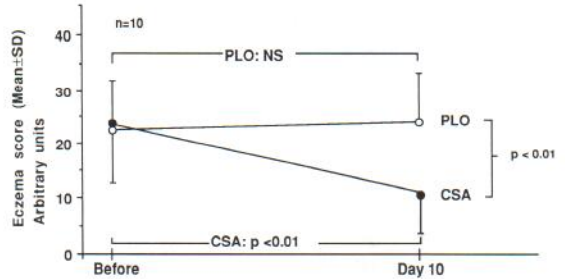 n=10
40
30
20
10
0
Eczema score (Mean±SD)
Arbitrary units
PLO: NS
PLO
p < 0.01
CSA
CSA: p <0.01
Before
Day 10